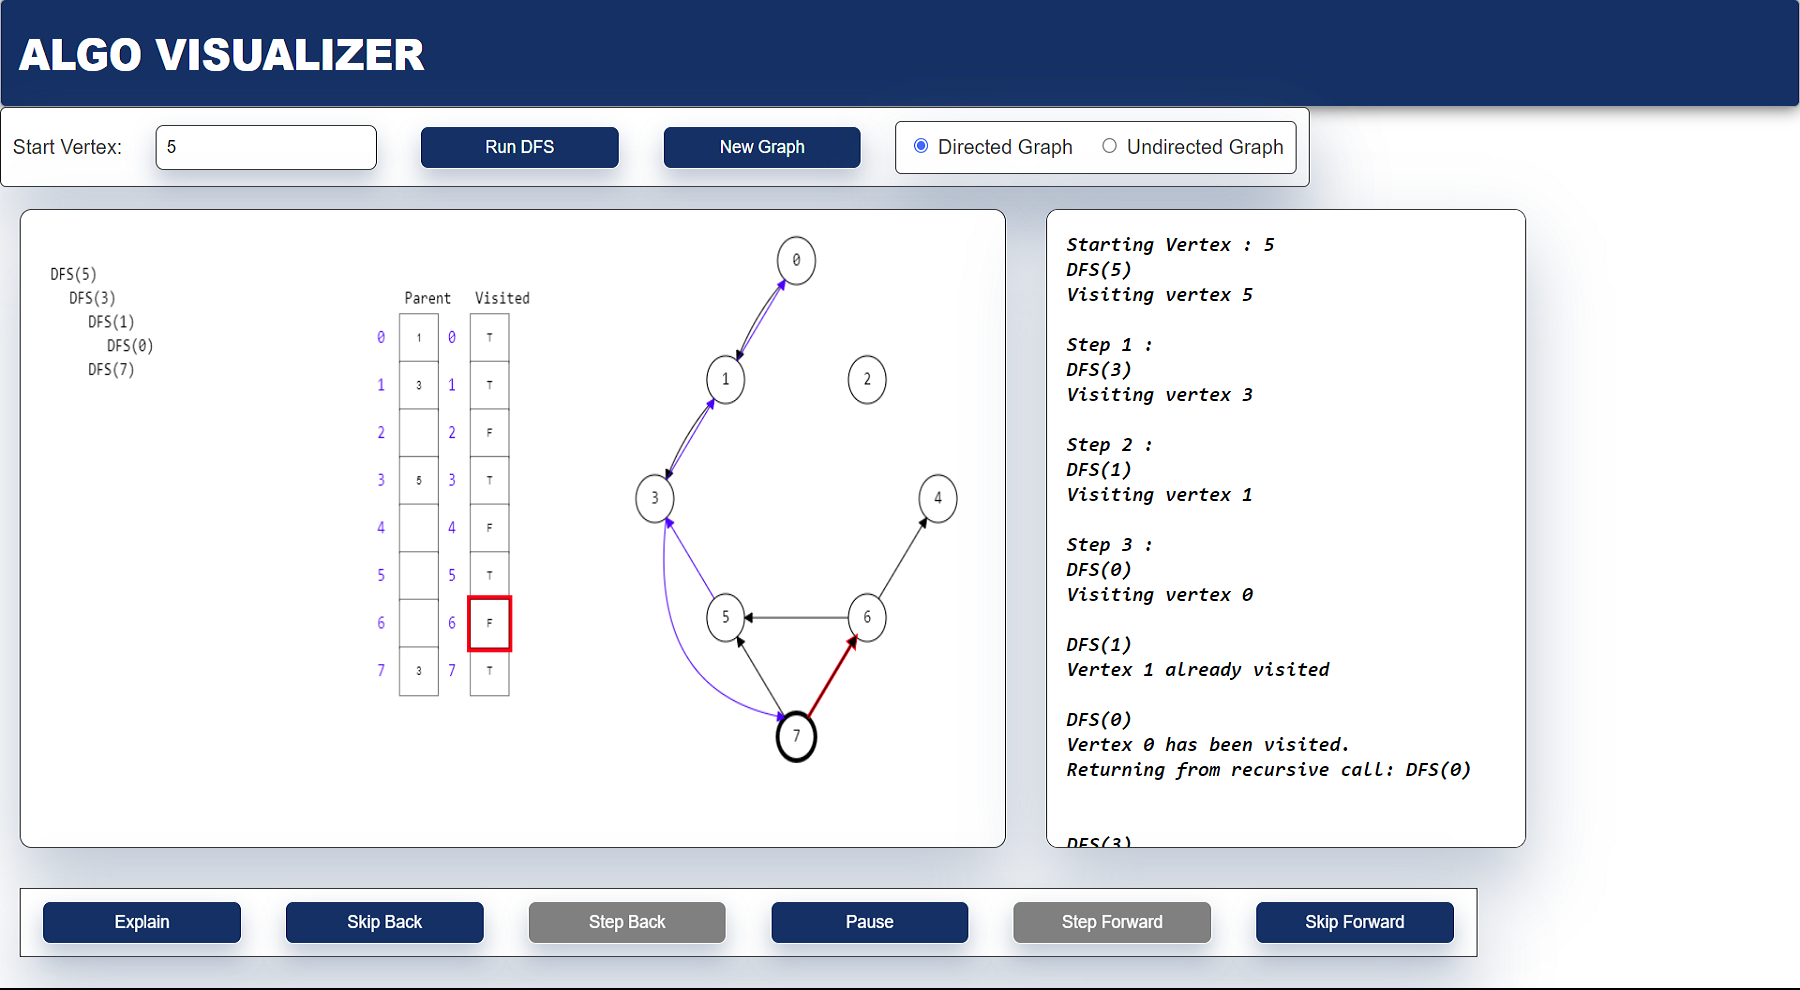 ALGO VISUALIZER
Start Vertex: 5 Run DFS New Graph Directed Graph Undirected Graph
DFS(5)
DFS(3)
DFS(1)
DFS(0)
DFS(7)
Parent Visited
0 1 0 T
1 3 1 T
2 2 F
3 5 3 T
4 4 F
5 5 T
6 6 F
7 3 7 T
0
1 2
3 4
5 6
7
Starting Vertex : 5
DFS(5)
Visiting vertex 5
Step 1 :
DFS(3)
Visiting vertex 3
Step 2 :
DFS(1)
Visiting vertex 1
Step 3 :
DFS(0)
Visiting vertex 0
DFS(1)
Vertex 1 already visited
DFS(0)
Vertex 0 has been visited.
Returning from recursive call: DFS(0)
DFS(3)
Explain Skip Back Step Back Pause Step Forward Skip Forward